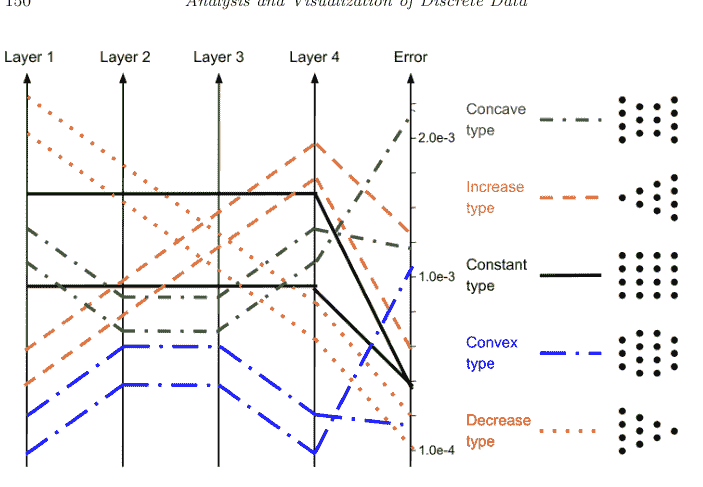 150 Analysis and Visualization of Discrete Data
Layer 1 Layer 2 Layer 3 Layer 4 Error
2.0e-3
1.0e-3
1.0e-4
Concave
type
Increase
type
Constant
type
Convex
type
Decrease
type